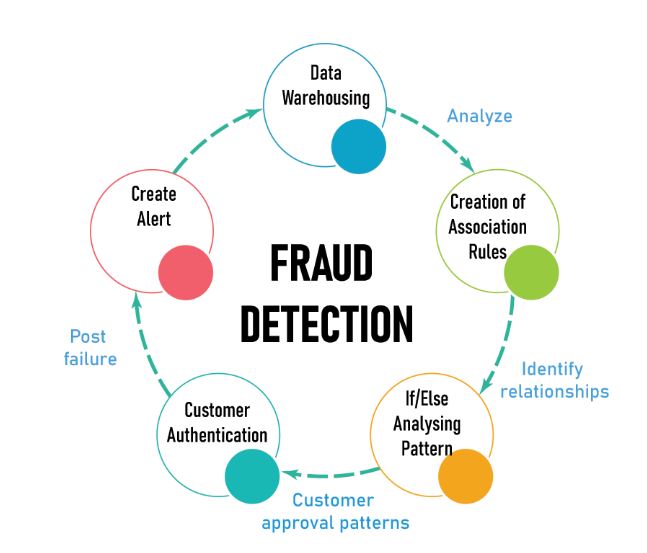 Data
Warehousing
Analyze
Creation of
Association
Rules
Identify
relationships
If/Else
Analysing
Pattern
Customer
approval patterns
Customer
Authentication
Post
failure
Create
Alert
FRAUD
DETECTION